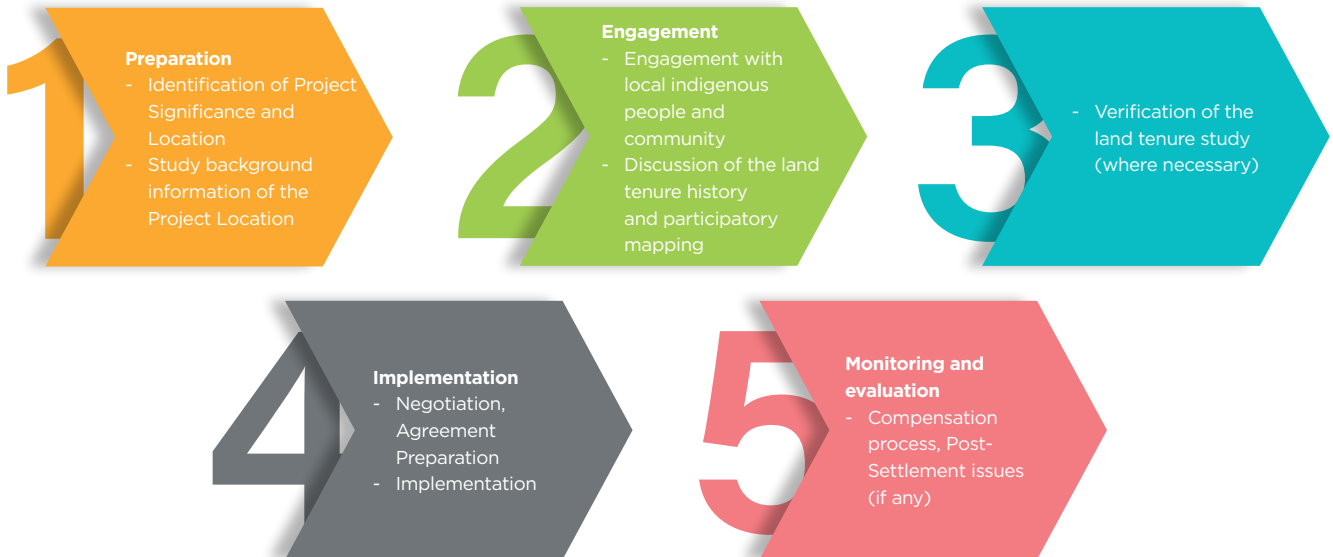 1
Preparation
- Identification of Project
Significance and
Location
- Study background
information of the
Project Location
2
Engagement
- Engagement with
local indigenous
people and
community
- Discussion of the land
tenure history
and participatory
mapping
3
- Verification of the
land tenure study
(where necessary)
4
Implementation
- Negotiation,
Agreement
Preparation
- Implementation
5
Monitoring and
evaluation
- Compensation
process, Post-
Settlement issues
(if any)